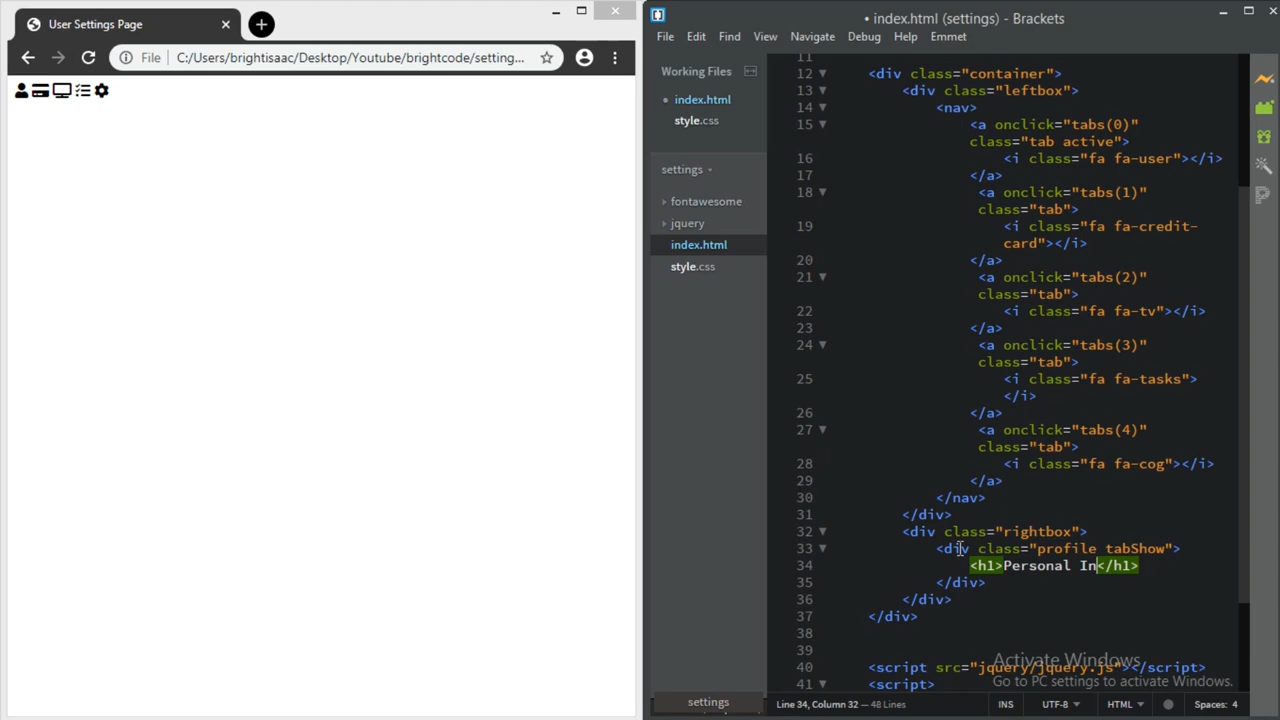 User Settings Page
File C:/Users/brightisaac/Desktop/Youtube/brightcode/setting...
• index.html (settings) - Brackets
File Edit Find View Navigate Debug Help Emmet
Working Files
• index.html
style.css
settings
fontawesome
jquery
index.html
style.css
settings
11
12 <div class="container">
13 <div class="leftbox">
14 <nav>
15 <a onclick="tabs(0)"
class="tab active">
16 <i class="fa fa-user"></i>
17 </a>
18 <a onclick="tabs(1)"
class="tab">
19 <i class="fa fa-credit-
card"></i>
20 </a>
21 <a onclick="tabs(2)"
class="tab">
22 <i class="fa fa-tv"></i>
23 </a>
24 <a onclick="tabs(3)"
class="tab">
25 <i class="fa fa-tasks">
</i>
26 </a>
27 <a onclick="tabs(4)"
class="tab">
28 <i class="fa fa-cog"></i>
29 </a>
30 </nav>
31 </div>
32 <div class="rightbox">
33 <div class="profile tabShow">
34 <h1>Personal In</h1>
35 </div>
36 </div>
37 </div>
38
39
40 <script src="jquery/jquery.js"></script>
41 <script>
Activate Windows
Go to PC settings to activate Windows.
Line 34, Column 32 — 48 Lines
INS UTF-8 HTML Spaces: 4